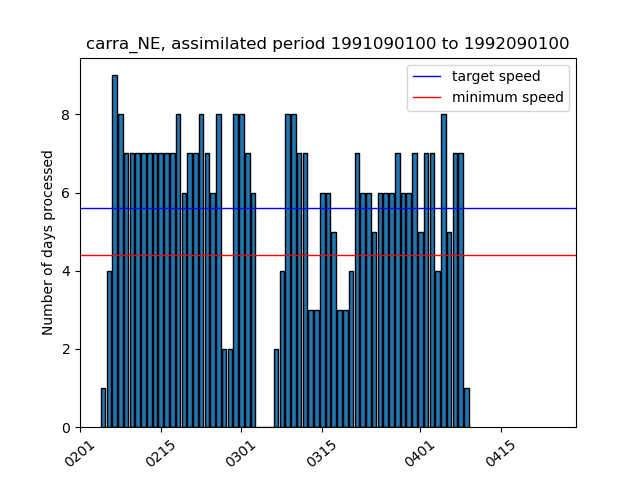 carra_NE, assimilated period 1991090100 to 1992090100
target speed
minimum speed
Number of days processed
8
6
4
2
0
0201
0215
0301
0315
0401
0415